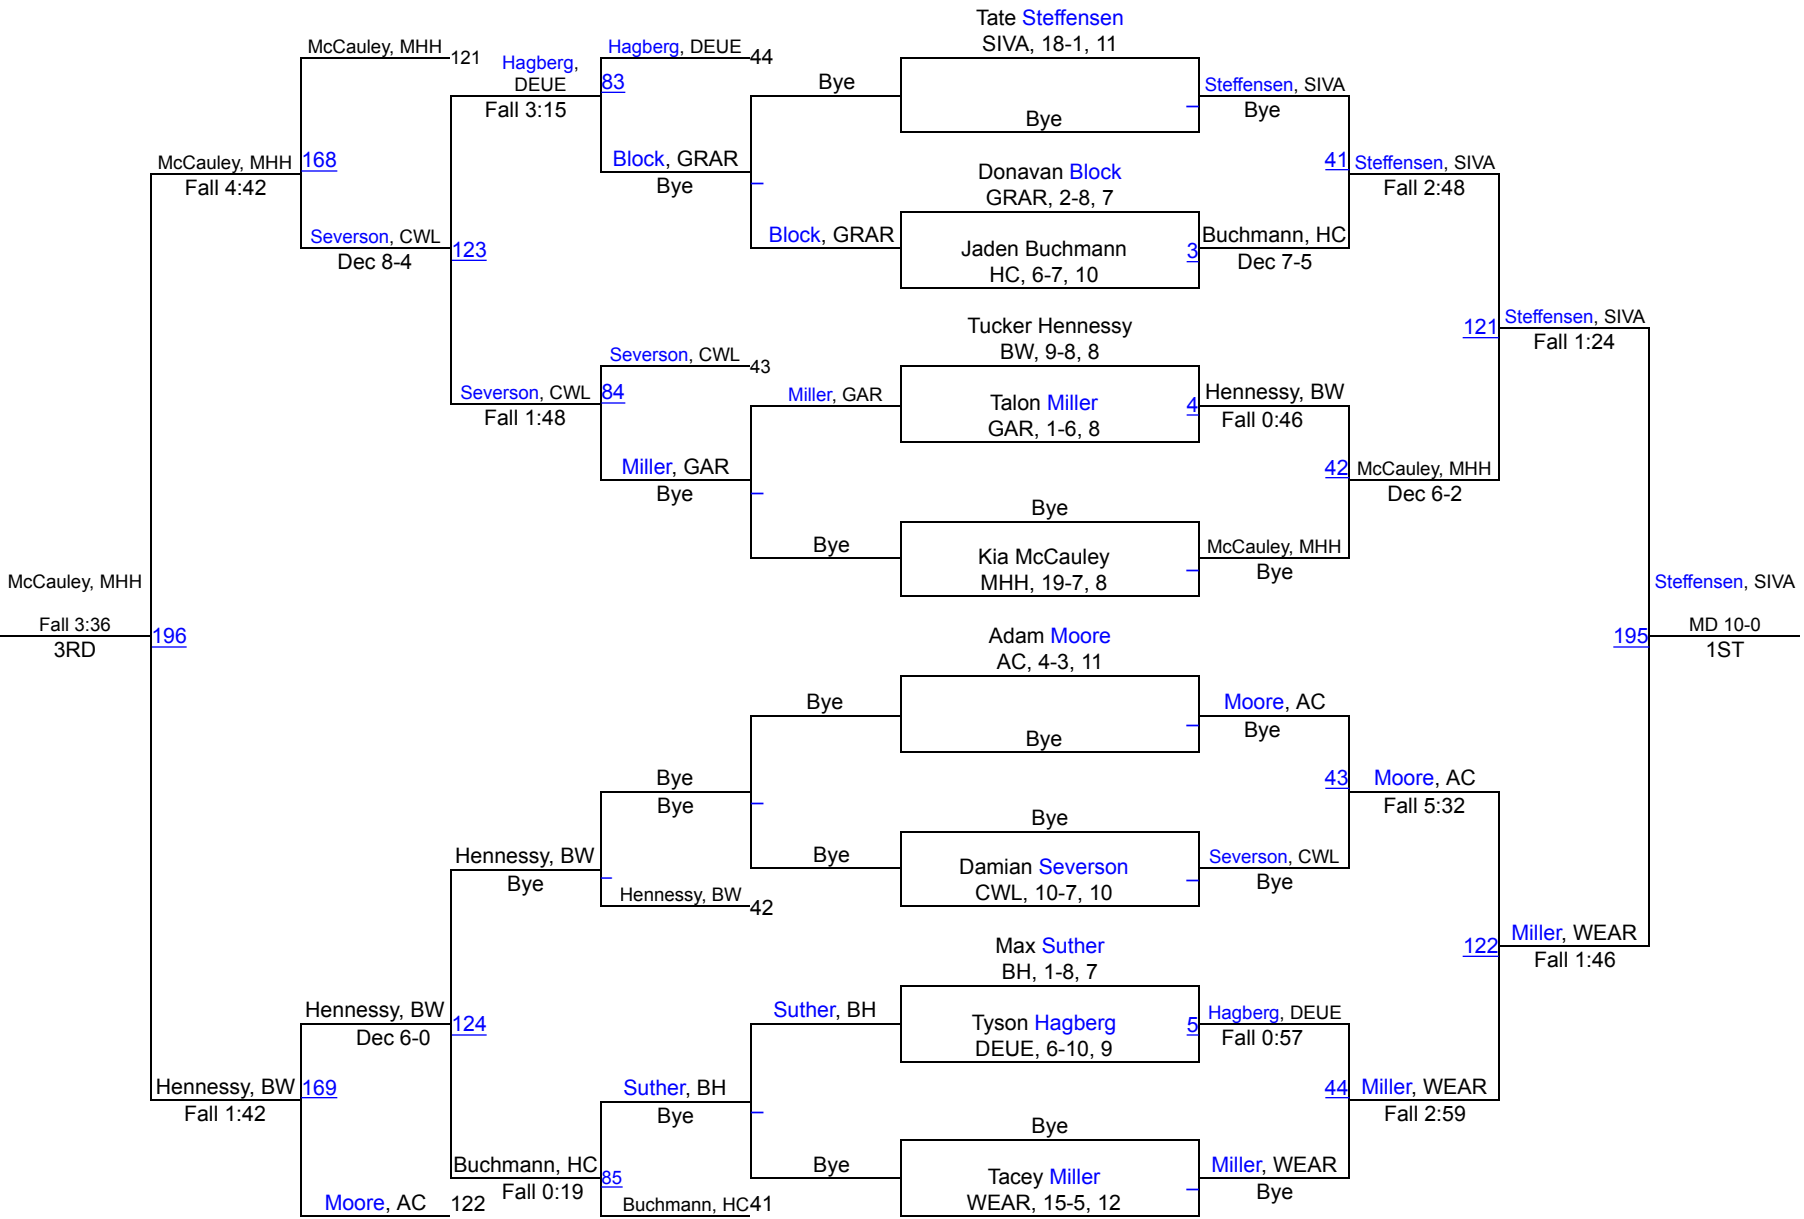 Tate Steffensen
SIVA, 18-1, 11
McCauley, MHH
121
Hagberg, DEUE
44
Hagberg,
DEUE
83
Fall 3:15
Bye
Steffensen, SIVA
Bye
Bye
McCauley, MHH
168
Fall 4:42
Block, GRAR
Bye
Donavan Block
GRAR, 2-8, 7
41
Steffensen, SIVA
Fall 2:48
Severson, CWL
Dec 8-4
123
Block, GRAR
Jaden Buchmann
HC, 6-7, 10
3
Buchmann, HC
Dec 7-5
Tucker Hennessy
BW, 9-8, 8
121
Steffensen, SIVA
Fall 1:24
Severson, CWL
43
Severson, CWL
84
Fall 1:48
Miller, GAR
Talon Miller
GAR, 1-6, 8
4
Hennessy, BW
Fall 0:46
Miller, GAR
Bye
42
McCauley, MHH
Dec 6-2
Bye
Bye
Kia McCauley
MHH, 19-7, 8
McCauley, MHH
Bye
McCauley, MHH
Fall 3:36
3RD
196
Steffensen, SIVA
195
MD 10-0
1ST
Adam Moore
AC, 4-3, 11
Bye
Bye
Moore, AC
Bye
Bye
Bye
43
Moore, AC
Fall 5:32
Bye
Hennessy, BW
Bye
Bye
Damian Severson
CWL, 10-7, 10
Severson, CWL
Bye
Hennessy, BW
42
Max Suther
BH, 1-8, 7
122
Miller, WEAR
Fall 1:46
Hennessy, BW
Dec 6-0
124
Suther, BH
Tyson Hagberg
DEUE, 6-10, 9
5
Hagberg, DEUE
Fall 0:57
Hennessy, BW
169
Fall 1:42
Suther, BH
Bye
44
Miller, WEAR
Fall 2:59
Bye
Buchmann, HC
85
Fall 0:19
Bye
Tacey Miller
WEAR, 15-5, 12
Miller, WEAR
Bye
Moore, AC
122
Buchmann, HC
41